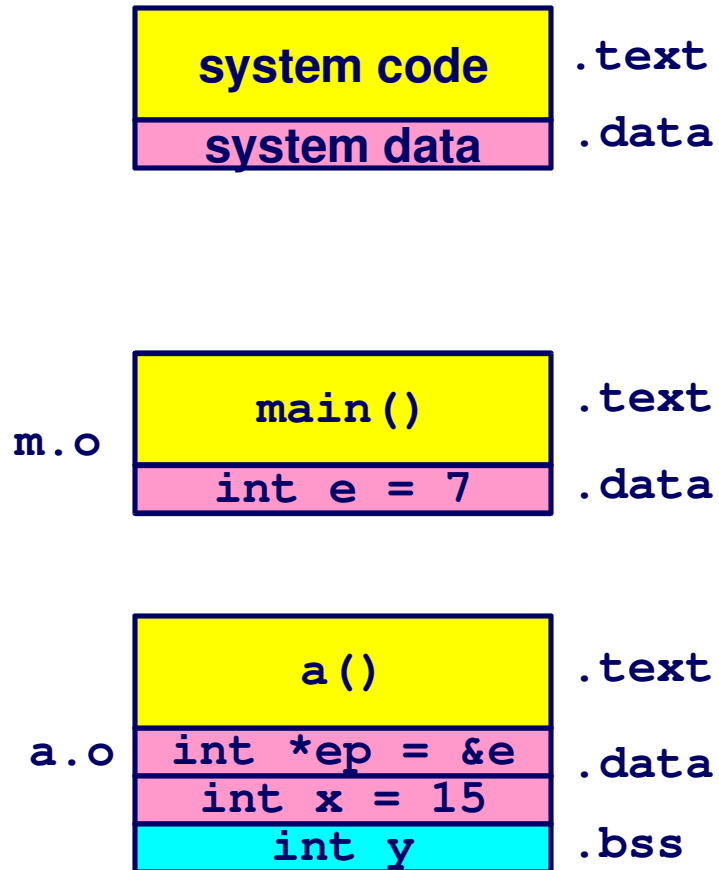 system code .text
system data .data
main() .text
m.o
int e = 7 .data
a() .text
a.o int *ep = &e .data
int x = 15
int y .bss